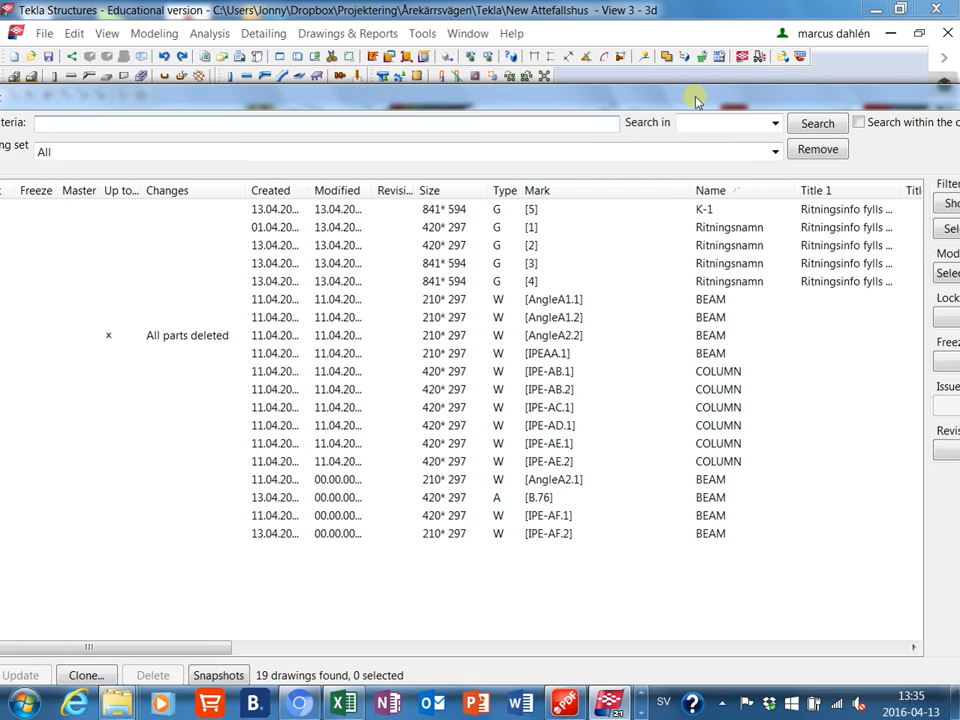 Tekla Structures - Educational version - C:\Users\Jonny\Dropbox\Projektering\Årekärrsvägen\Tekla\New Attefallshus - View 3 - 3d
File Edit View Modeling Analysis Detailing Drawings & Reports Tools Window Help marcus dahlén
teria: Search in Search Search within the c
ng set All Remove
Freeze Master Up to... Changes Created Modified Revisi... Size Type Mark Name Title 1 Titl
13.04.20... 13.04.20... 841* 594 G [5] K-1 Ritningsinfo fylls ...
01.04.20... 13.04.20... 420* 297 G [1] Ritningsnamn Ritningsinfo fylls ...
13.04.20... 13.04.20... 420* 297 G [2] Ritningsnamn Ritningsinfo fylls ...
13.04.20... 13.04.20... 841* 594 G [3] Ritningsnamn Ritningsinfo fylls ...
13.04.20... 13.04.20... 841* 594 G [4] Ritningsnamn Ritningsinfo fylls ...
11.04.20... 11.04.20... 210* 297 W [AngleA1.1] BEAM
11.04.20... 11.04.20... 210* 297 W [AngleA1.2] BEAM
x All parts deleted 11.04.20... 11.04.20... 210* 297 W [AngleA2.2] BEAM
11.04.20... 11.04.20... 210* 297 W [IPEAA.1] BEAM
11.04.20... 11.04.20... 420* 297 W [IPE-AB.1] COLUMN
11.04.20... 11.04.20... 420* 297 W [IPE-AB.2] COLUMN
11.04.20... 11.04.20... 420* 297 W [IPE-AC.1] COLUMN
11.04.20... 11.04.20... 420* 297 W [IPE-AD.1] COLUMN
11.04.20... 11.04.20... 420* 297 W [IPE-AE.1] COLUMN
11.04.20... 11.04.20... 420* 297 W [IPE-AE.2] COLUMN
11.04.20... 00.00.00... 210* 297 W [AngleA2.1] BEAM
13.04.20... 00.00.00... 420* 297 A [B.76] BEAM
11.04.20... 00.00.00... 420* 297 W [IPE-AF.1] BEAM
13.04.20... 00.00.00... 210* 297 W [IPE-AF.2] BEAM
Filter
Sho
Sel
Mod
Selec
Lock
Freez
Issue
Revis
Update Clone... Delete Snapshots 19 drawings found, 0 selected
SV 13:35
2016-04-13